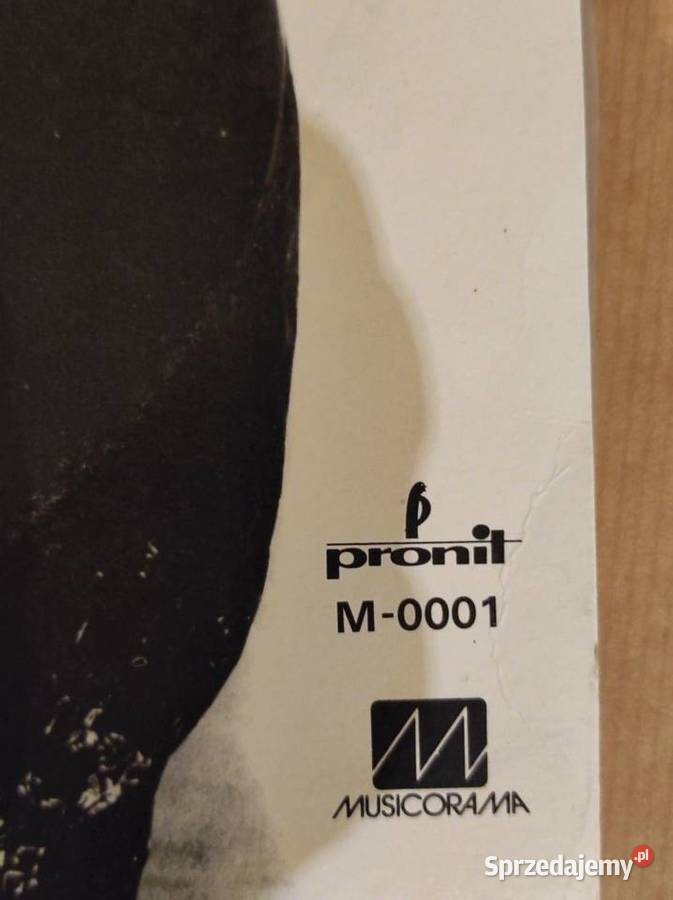 p
pronit
M-0001
M
MUSICORAMA
Sprzedajemy.pl